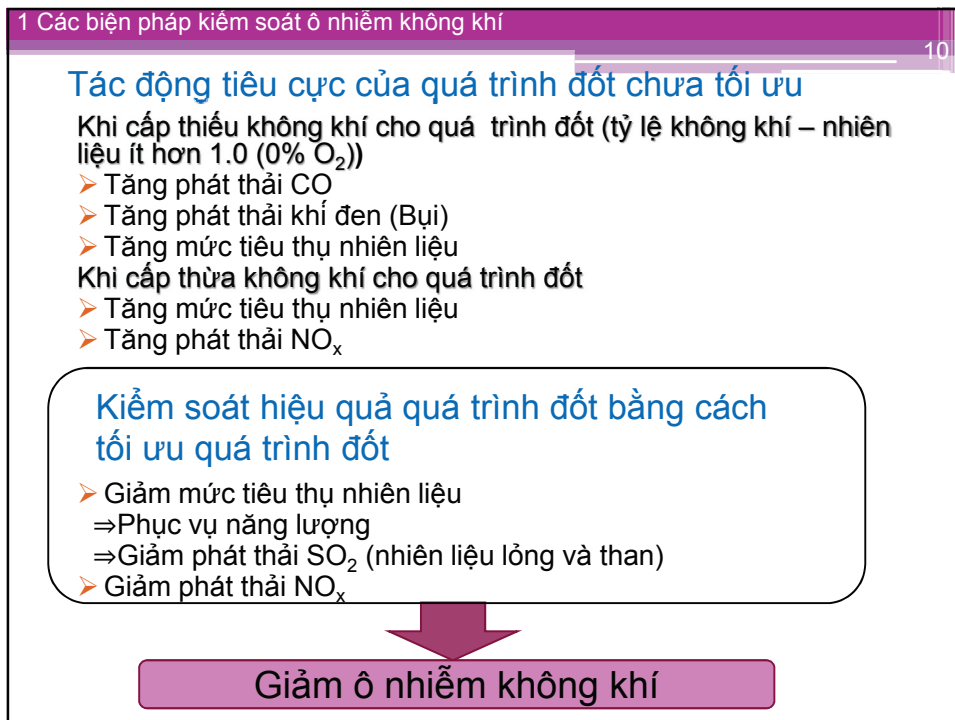 1 Các biện pháp kiểm soát ô nhiễm không khí
10
Tác động tiêu cực của quá trình đốt chưa tối ưu
Khi cấp thiếu không khí cho quá trình đốt (tỷ lệ không khí – nhiên
liệu ít hơn 1.0 (0% O₂))
➢ Tăng phát thải CO
➢ Tăng phát thải khí đen (Bụi)
➢ Tăng mức tiêu thụ nhiên liệu
Khi cấp thừa không khí cho quá trình đốt
➢ Tăng mức tiêu thụ nhiên liệu
➢ Tăng phát thải NOₓ
Kiểm soát hiệu quả quá trình đốt bằng cách
tối ưu quá trình đốt
➢ Giảm mức tiêu thụ nhiên liệu
⇒Phục vụ năng lượng
⇒Giảm phát thải SO₂ (nhiên liệu lỏng và than)
➢ Giảm phát thải NOₓ
Giảm ô nhiễm không khí